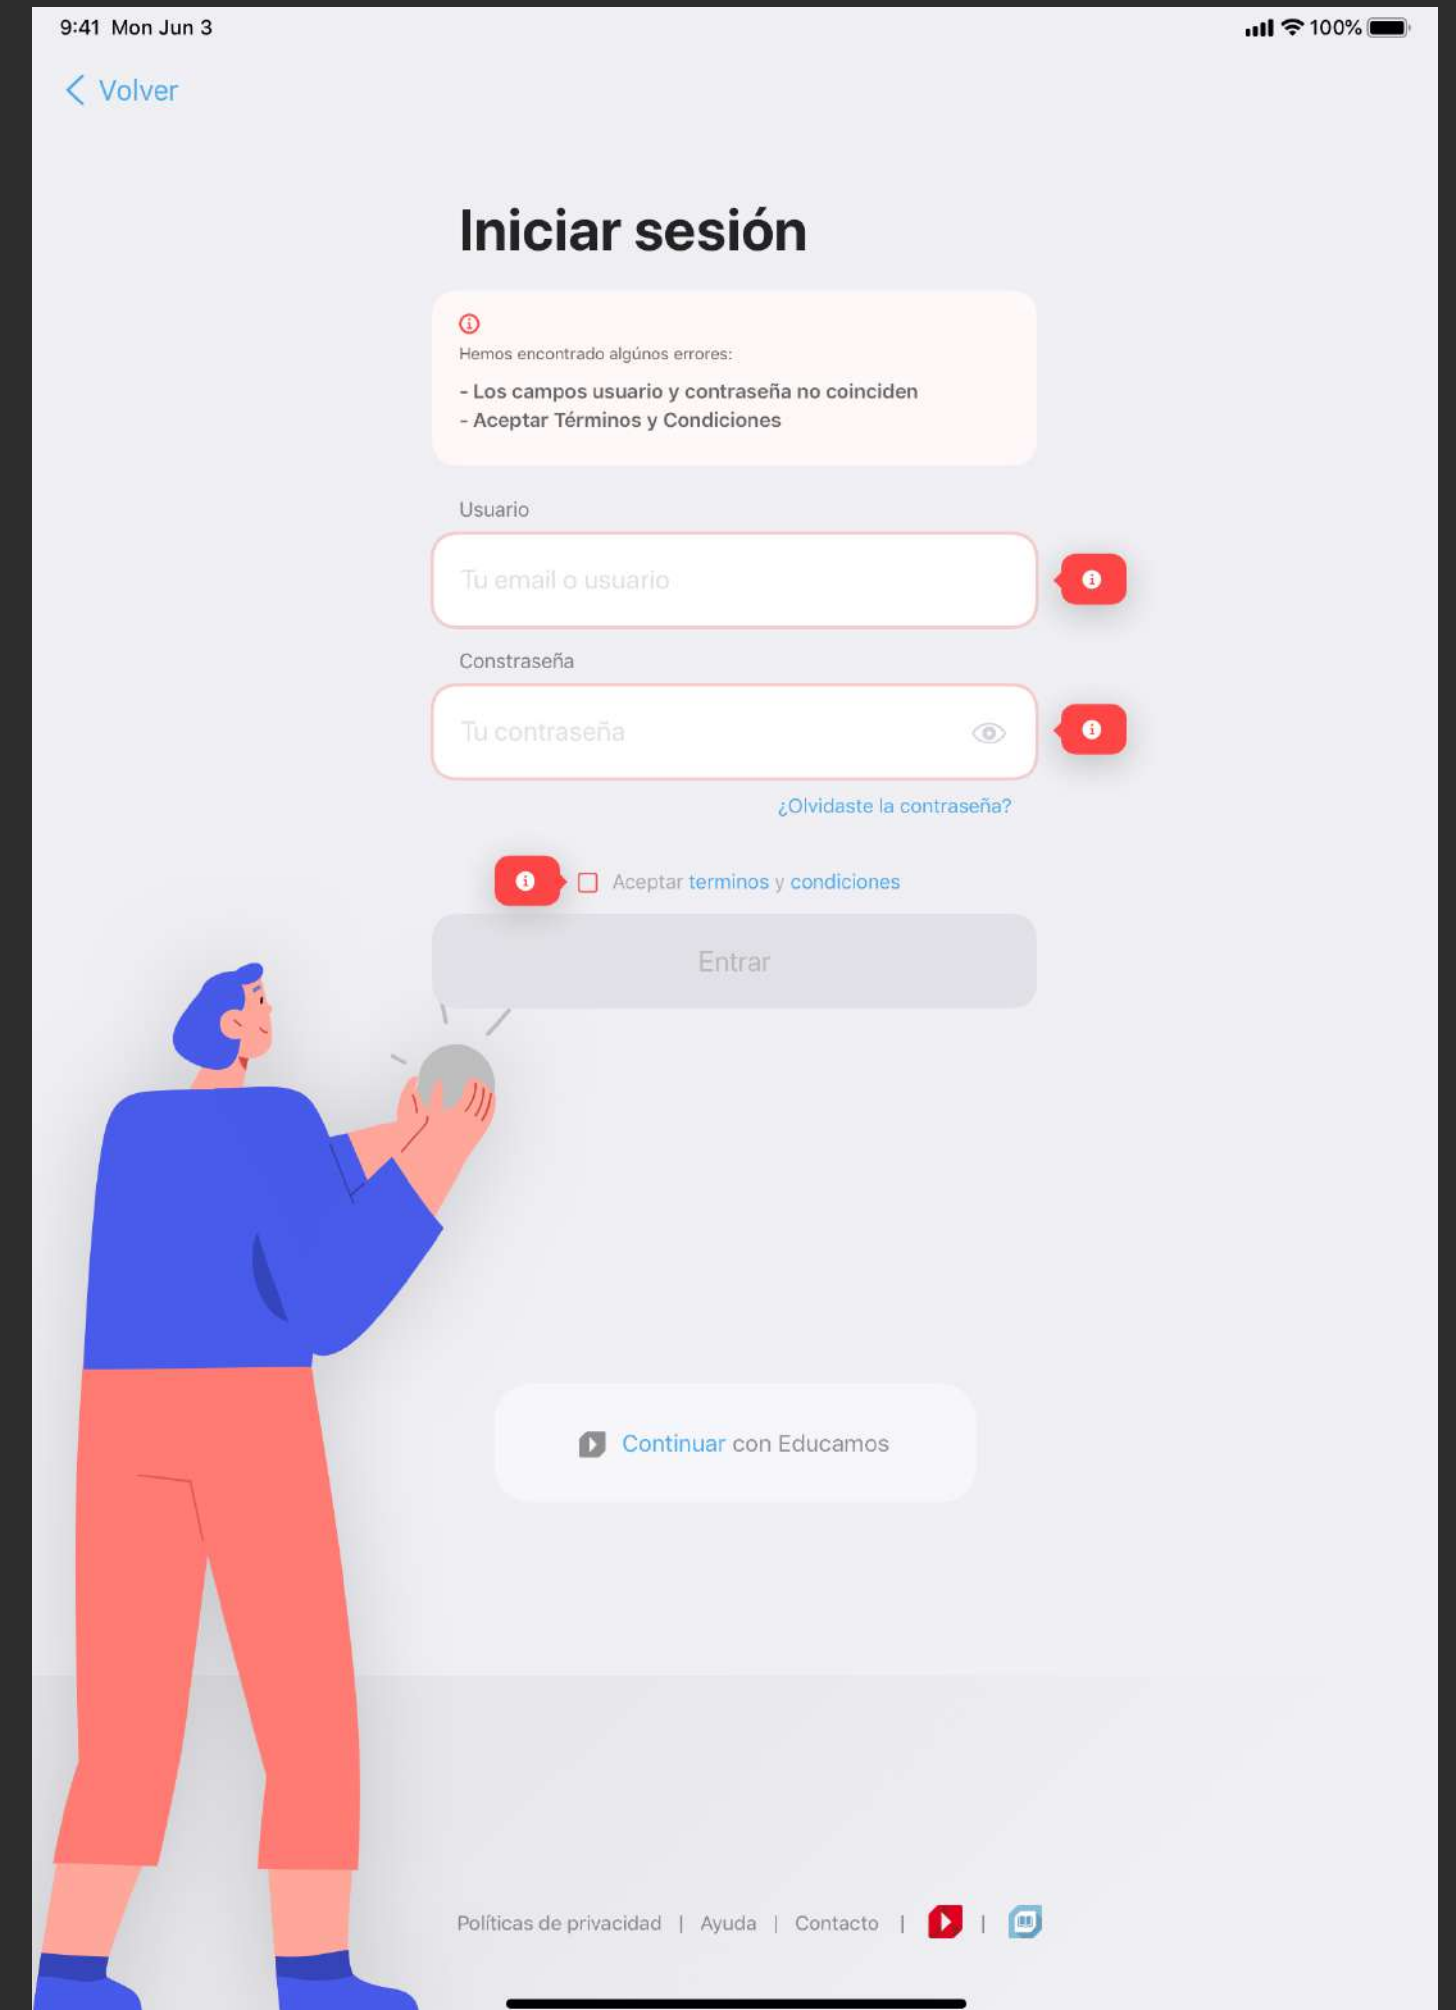 9:41 Mon Jun 3
100%
Volver
Iniciar sesión
Hemos encontrado algúnos errores:
- Los campos usuario y contraseña no coinciden
- Aceptar Términos y Condiciones
Usuario
Tu email o usuario
Constraseña
Tu contraseña
¿Olvidaste la contraseña?
Aceptar terminos y condiciones
Entrar
Continuar con Educamos
Políticas de privacidad | Ayuda | Contacto | |